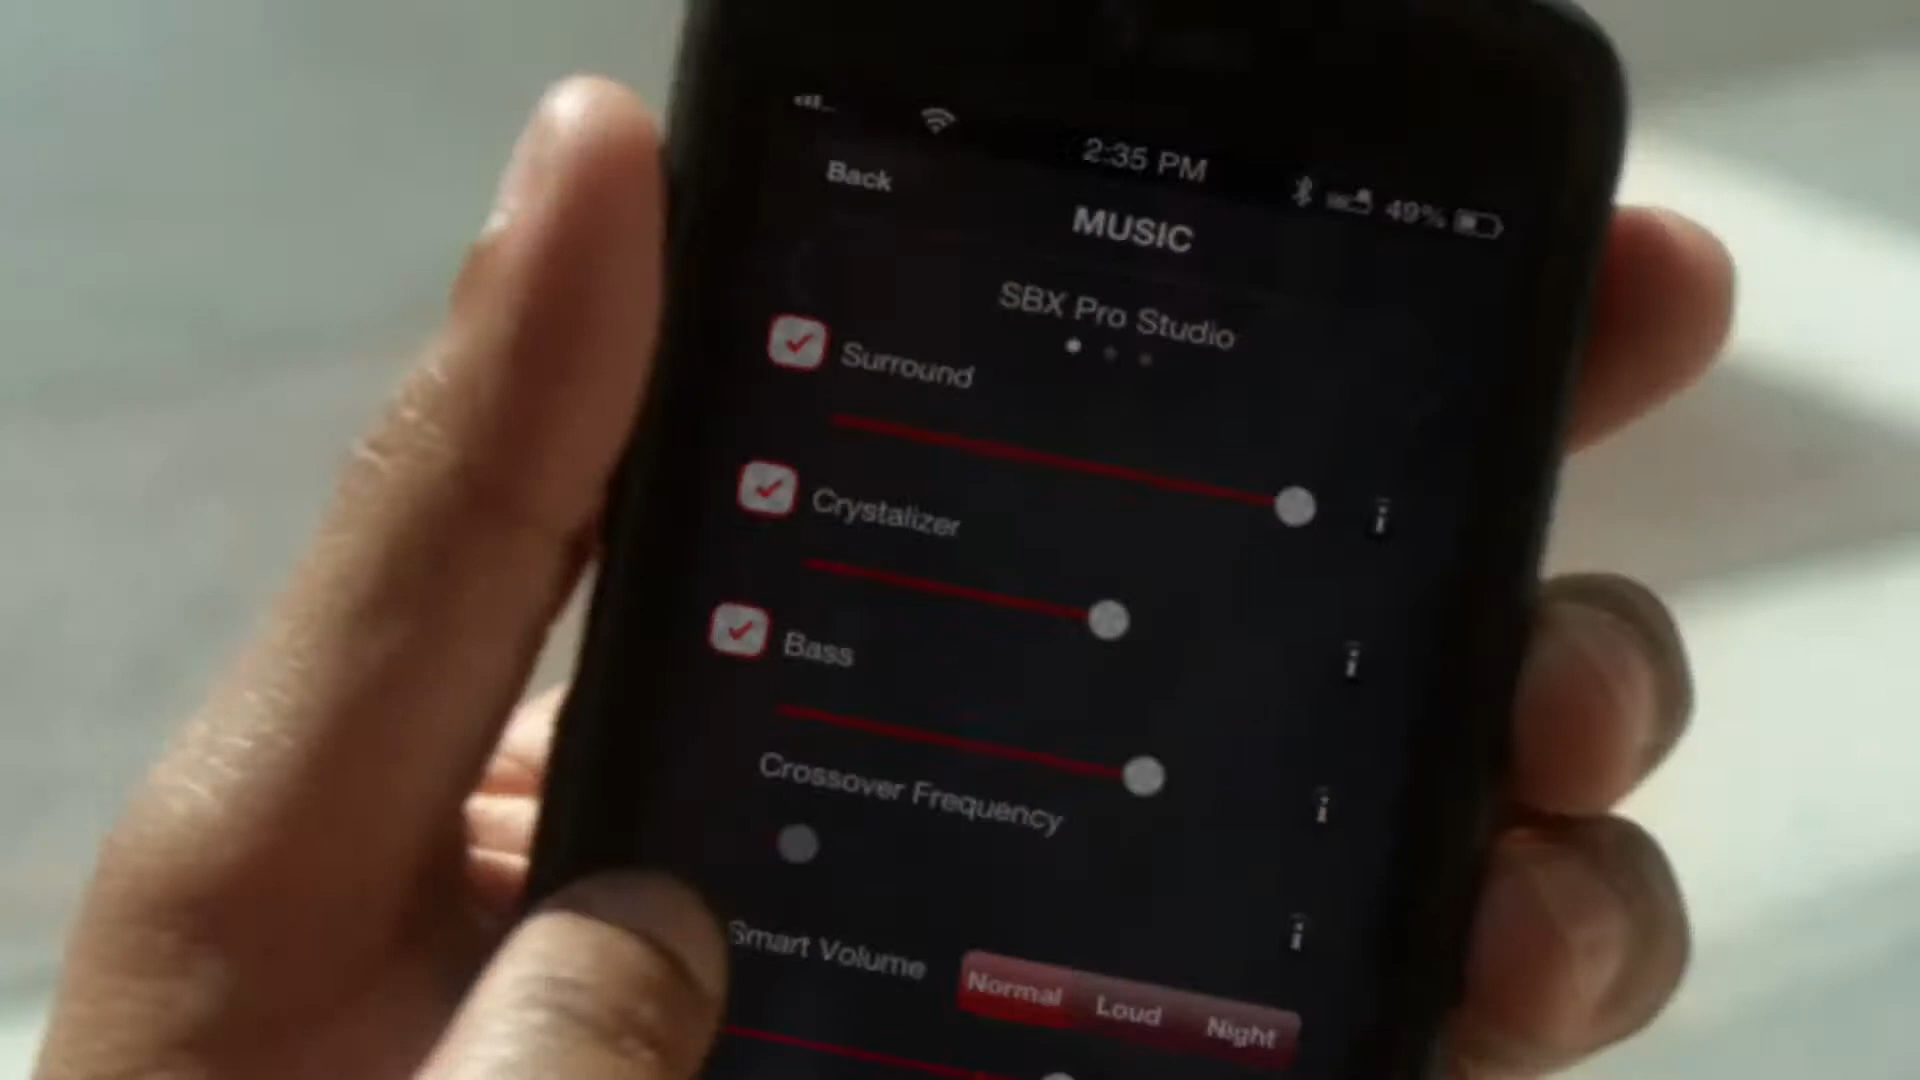 2:35 PM
49%
Back
MUSIC
SBX Pro Studio
Surround
i
Crystalizer
i
Bass
i
Crossover Frequency
i
Smart Volume
Normal Loud Night